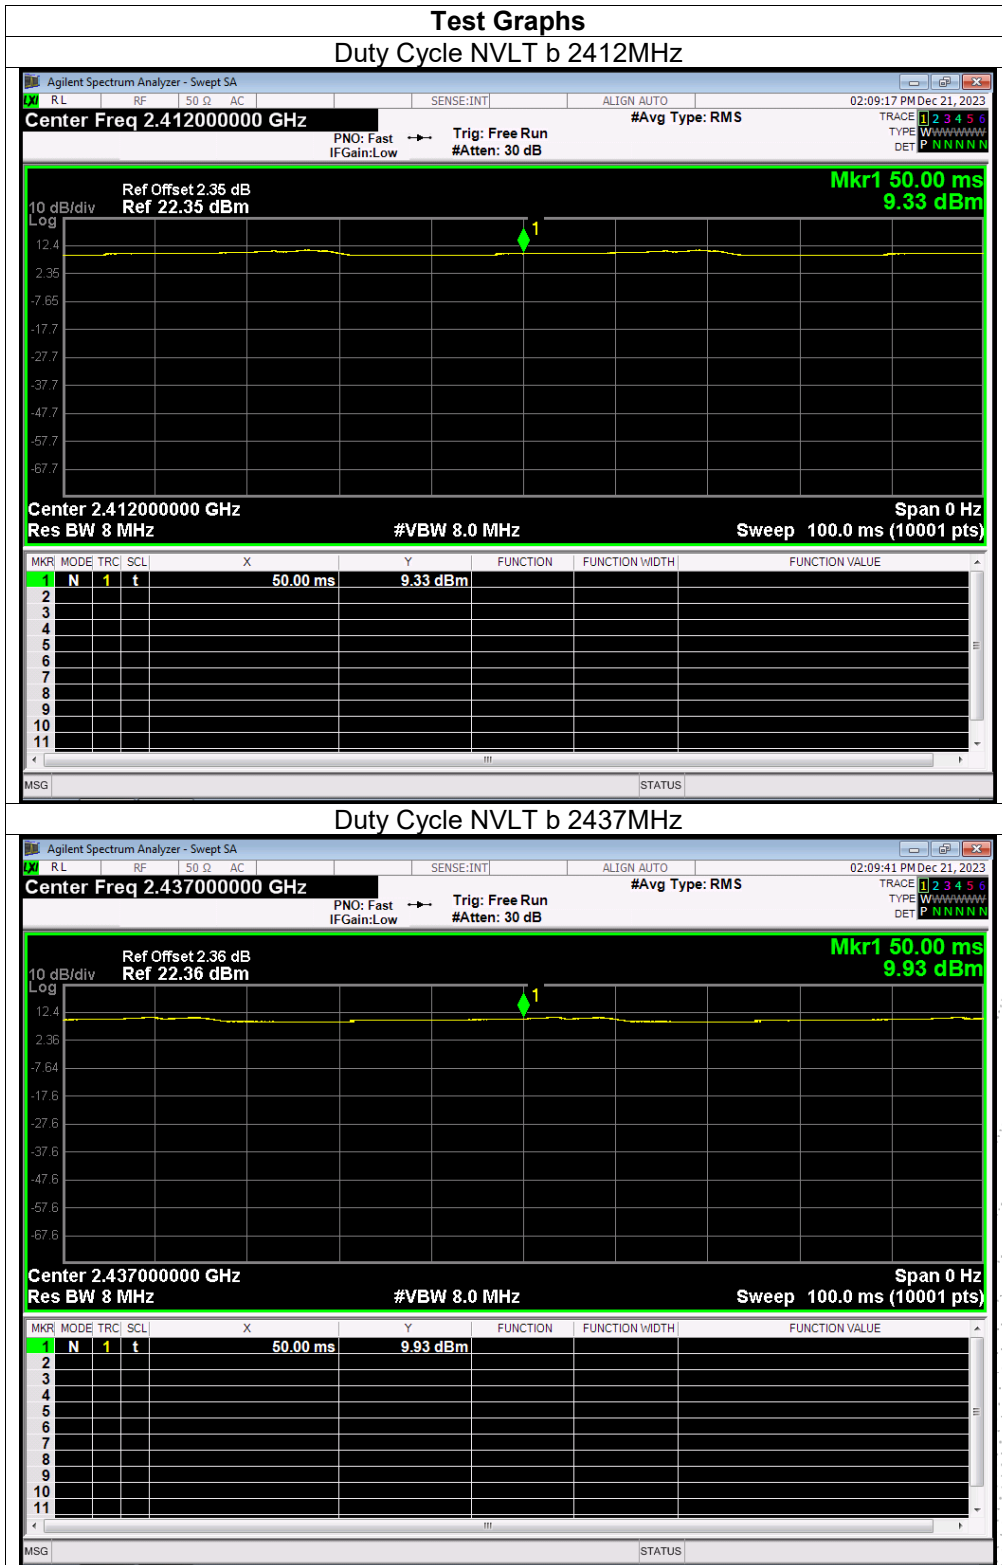 Test Graphs
Duty Cycle NVLT b 2412MHz
Agilent Spectrum Analyzer - Swept SA
LXI RL RF 50 Ω AC SENSE:INT ALIGN AUTO 02:09:17 PM Dec 21, 2023
Center Freq 2.412000000 GHz #Avg Type: RMS TRACE 1 2 3 4 5 6
PNO: Fast Trig: Free Run TYPE WWWWWW
IFGain:Low #Atten: 30 dB DET P N N N N N
Mkr1 50.00 ms
Ref Offset 2.35 dB
10 dB/div Ref 22.35 dBm 9.33 dBm
Log
1
12.4
2.35
-7.65
-17.7
-27.7
-37.7
-47.7
-57.7
-67.7
Center 2.412000000 GHz Span 0 Hz
Res BW 8 MHz #VBW 8.0 MHz Sweep 100.0 ms (10001 pts)
MKR MODE TRC SCL X Y FUNCTION FUNCTION WIDTH FUNCTION VALUE
1 N 1 t 50.00 ms 9.33 dBm
2
3
4
5
6
7
8
9
10
11
MSG STATUS
Duty Cycle NVLT b 2437MHz
Agilent Spectrum Analyzer - Swept SA
LXI RL RF 50 Ω AC SENSE:INT ALIGN AUTO 02:09:41 PM Dec 21, 2023
Center Freq 2.437000000 GHz #Avg Type: RMS TRACE 1 2 3 4 5 6
PNO: Fast Trig: Free Run TYPE WWWWWW
IFGain:Low #Atten: 30 dB DET P N N N N N
Mkr1 50.00 ms
Ref Offset 2.36 dB
10 dB/div Ref 22.36 dBm 9.93 dBm
Log
1
12.4
2.36
-7.64
-17.6
-27.6
-37.6
-47.6
-57.6
-67.6
Center 2.437000000 GHz Span 0 Hz
Res BW 8 MHz #VBW 8.0 MHz Sweep 100.0 ms (10001 pts)
MKR MODE TRC SCL X Y FUNCTION FUNCTION WIDTH FUNCTION VALUE
1 N 1 t 50.00 ms 9.93 dBm
2
3
4
5
6
7
8
9
10
11
MSG STATUS